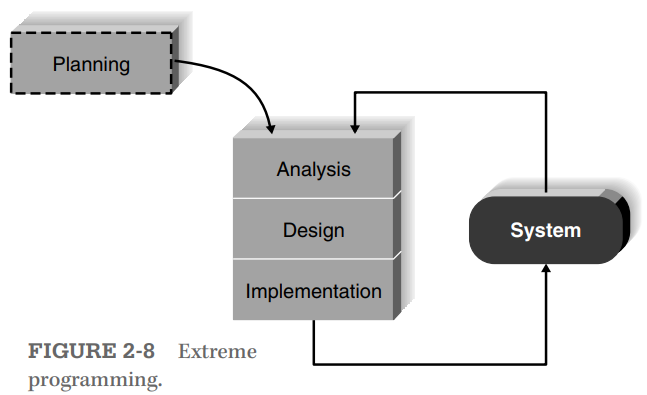 Planning
Analysis
Design
System
Implementation
FIGURE 2-8 Extreme
programming.